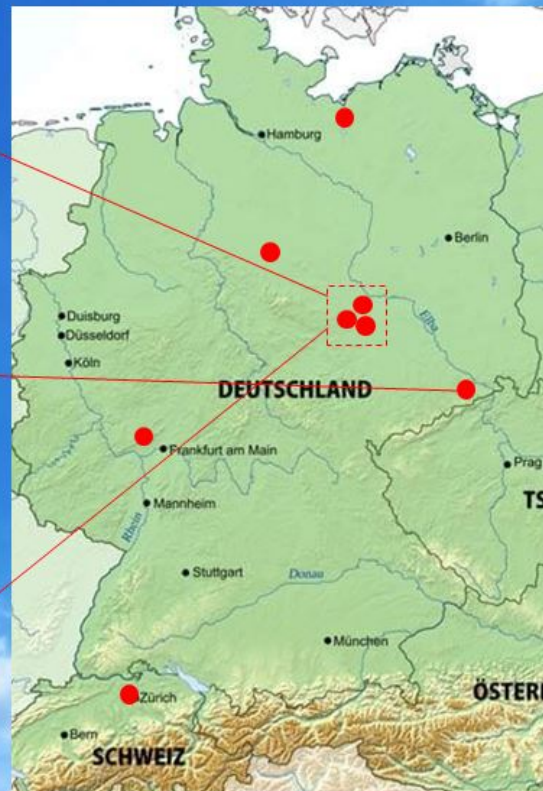 Hamburg
Berlin
Elbe
Duisburg
Düsseldorf
Köln
DEUTSCHLAND
Frankfurt am Main
Prag
Mannheim
TS
Rhein
Stuttgart
Donau
München
Zürich
ÖSTERR
Bern
SCHWEIZ